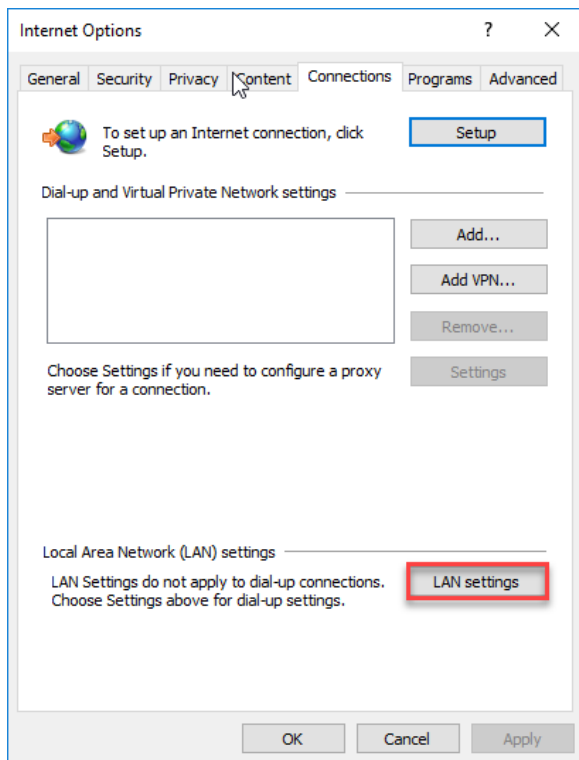 Internet Options
?
General Security Privacy Content Connections Programs Advanced
To set up an Internet connection, click
Setup.
Setup
Dial-up and Virtual Private Network settings
Add...
Add VPN...
Remove...
Choose Settings if you need to configure a proxy
server for a connection.
Settings
Local Area Network (LAN) settings
LAN Settings do not apply to dial-up connections.
Choose Settings above for dial-up settings.
LAN settings
OK Cancel Apply